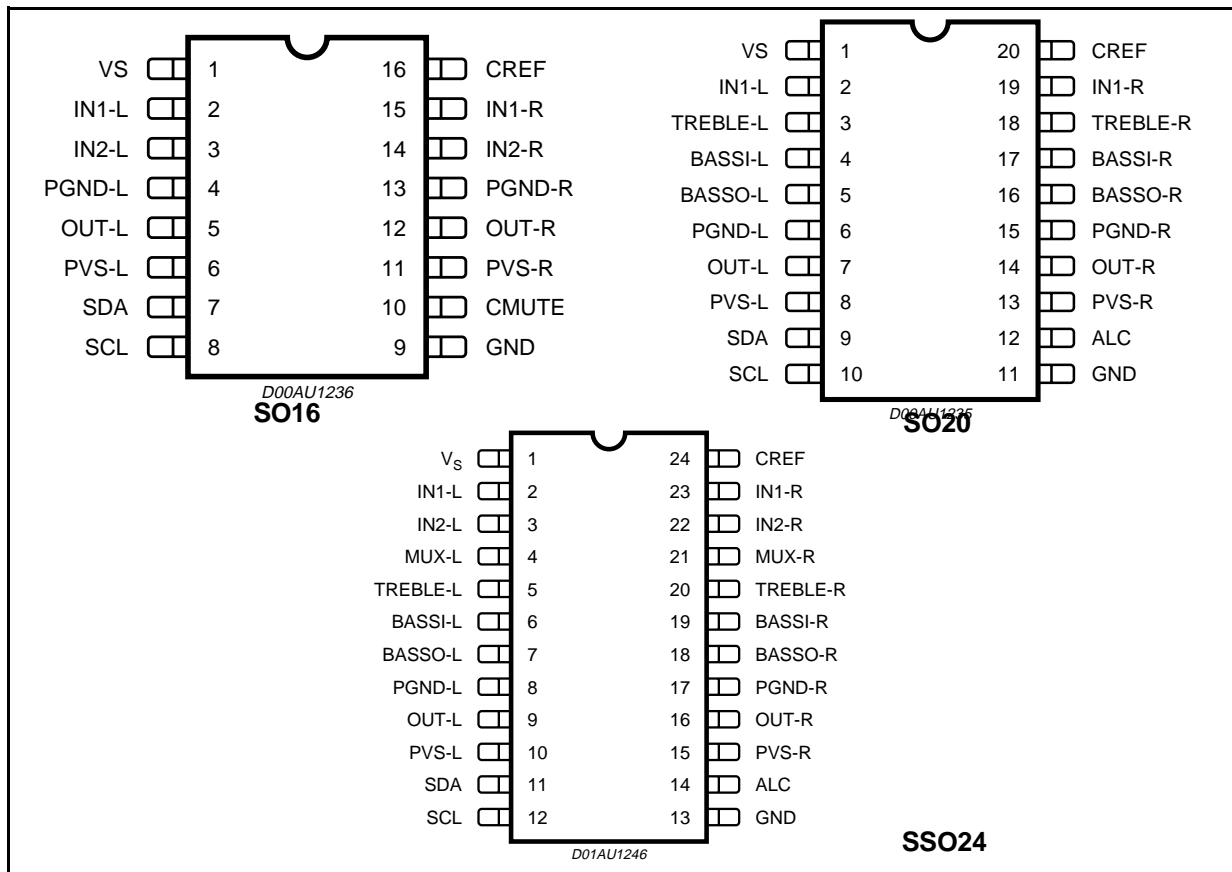 VS 1 16 CREF
IN1-L 2 15 IN1-R
IN2-L 3 14 IN2-R
PGND-L 4 13 PGND-R
OUT-L 5 12 OUT-R
PVS-L 6 11 PVS-R
SDA 7 10 CMUTE
SCL 8 9 GND
D00AU1236
SO16
VS 1 20 CREF
IN1-L 2 19 IN1-R
TREBLE-L 3 18 TREBLE-R
BASSI-L 4 17 BASSI-R
BASSO-L 5 16 BASSO-R
PGND-L 6 15 PGND-R
OUT-L 7 14 OUT-R
PVS-L 8 13 PVS-R
SDA 9 12 ALC
SCL 10 11 GND
D00AU1235
SO20
VS 1 24 CREF
IN1-L 2 23 IN1-R
IN2-L 3 22 IN2-R
MUX-L 4 21 MUX-R
TREBLE-L 5 20 TREBLE-R
BASSI-L 6 19 BASSI-R
BASSO-L 7 18 BASSO-R
PGND-L 8 17 PGND-R
OUT-L 9 16 OUT-R
PVS-L 10 15 PVS-R
SDA 11 14 ALC
SCL 12 13 GND
D01AU1246
SSO24